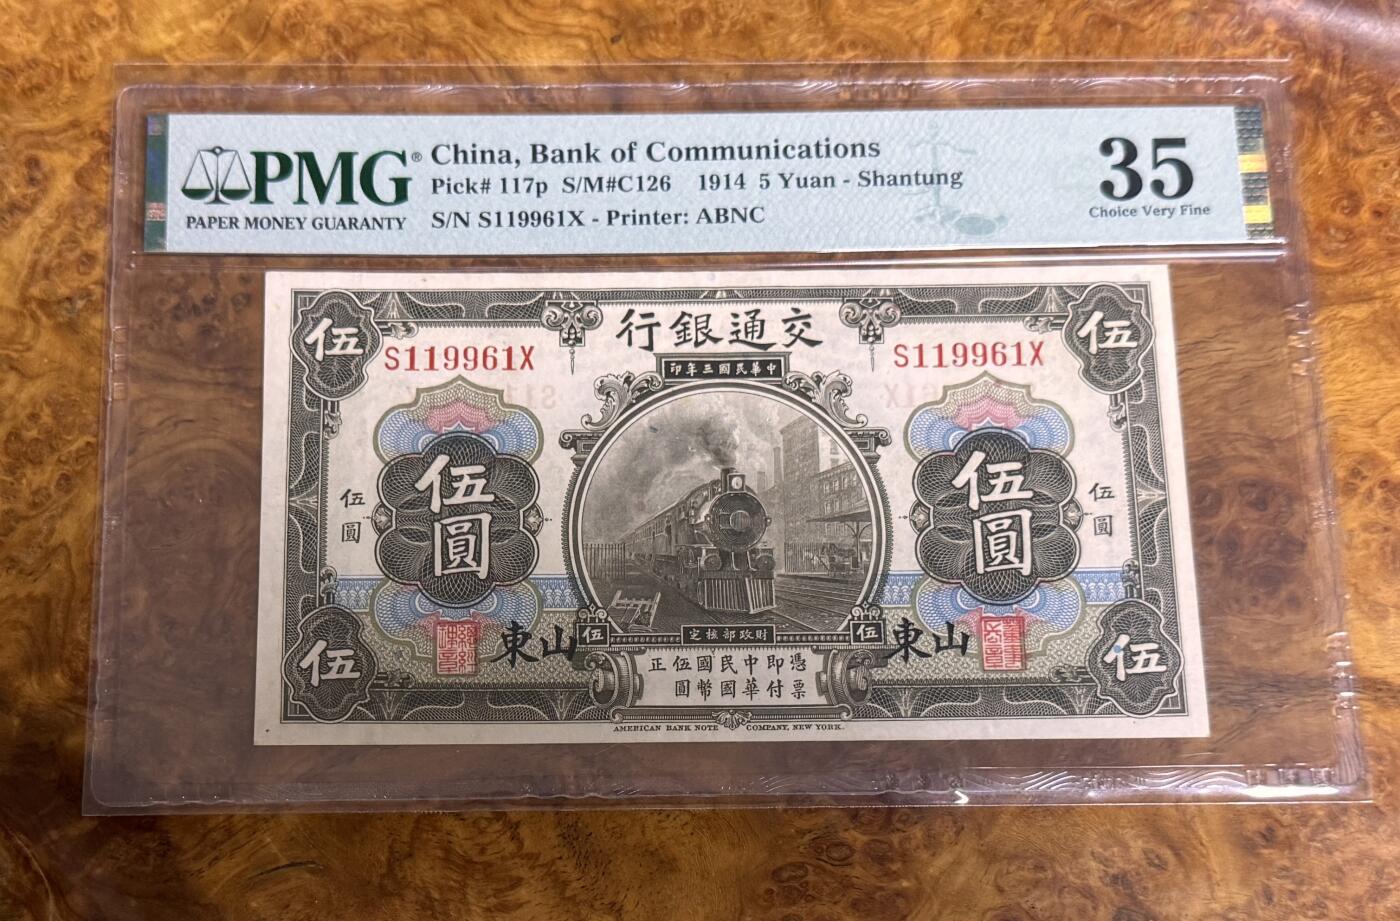 PMG®
PAPER MONEY GUARANTY
China, Bank of Communications
Pick# 117p S/M#C126 1914 5 Yuan - Shantung
S/N S119961X - Printer: ABNC
35
Choice Very Fine
伍
行銀通交
伍
S119961X
S119961X
印年三國民華中
伍圓
伍圓
伍圓
伍圓
東山
伍
定核部政財
伍
東山
伍
正伍國民中即憑
圓幣國華付票
伍
AMERICAN BANK NOTE COMPANY, NEW YORK.